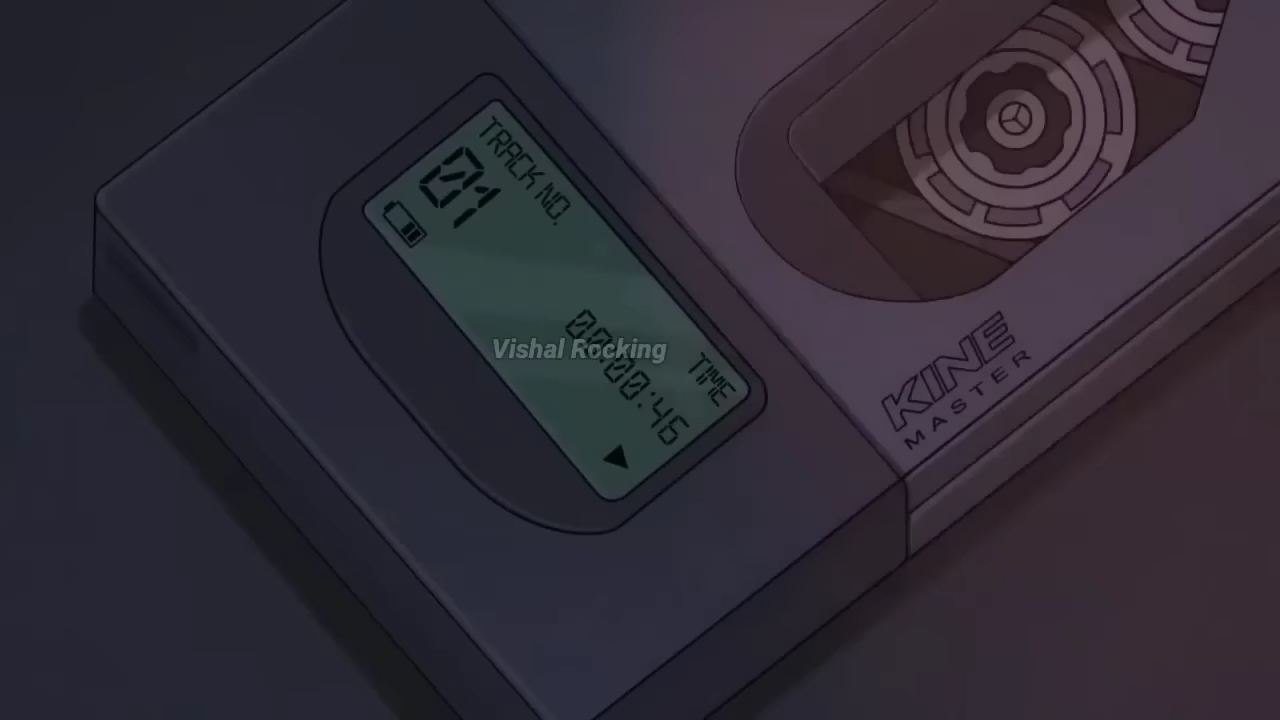 TRACK NO.
01
TIME
00:00:46
Vishal Rocking
KINE
MASTER